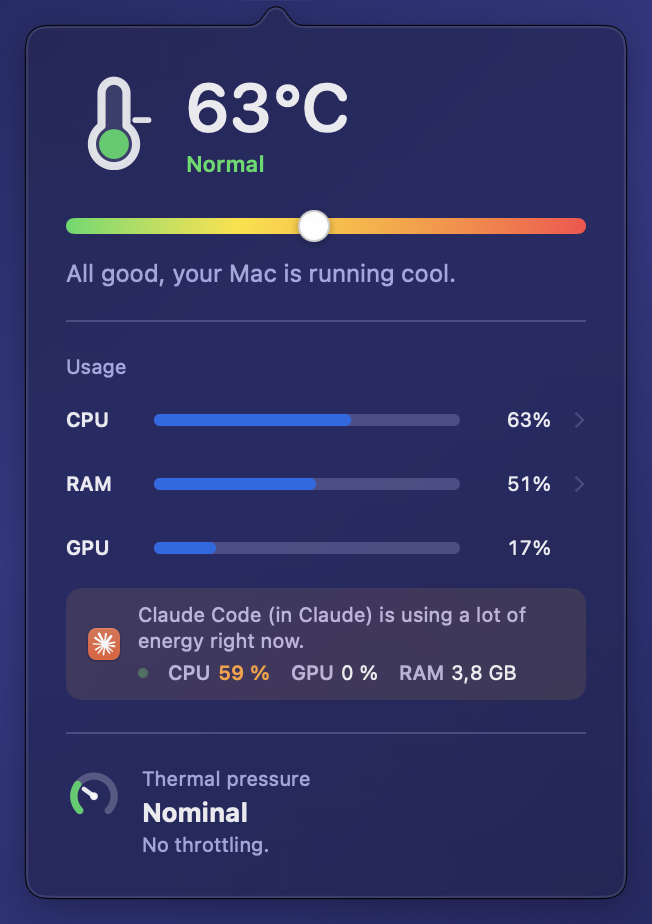 63°C
Normal
All good, your Mac is running cool.
Usage
CPU 63%
RAM 51%
GPU 17%
Claude Code (in Claude) is using a lot of
energy right now.
CPU 59 % GPU 0 % RAM 3,8 GB
Thermal pressure
Nominal
No throttling.